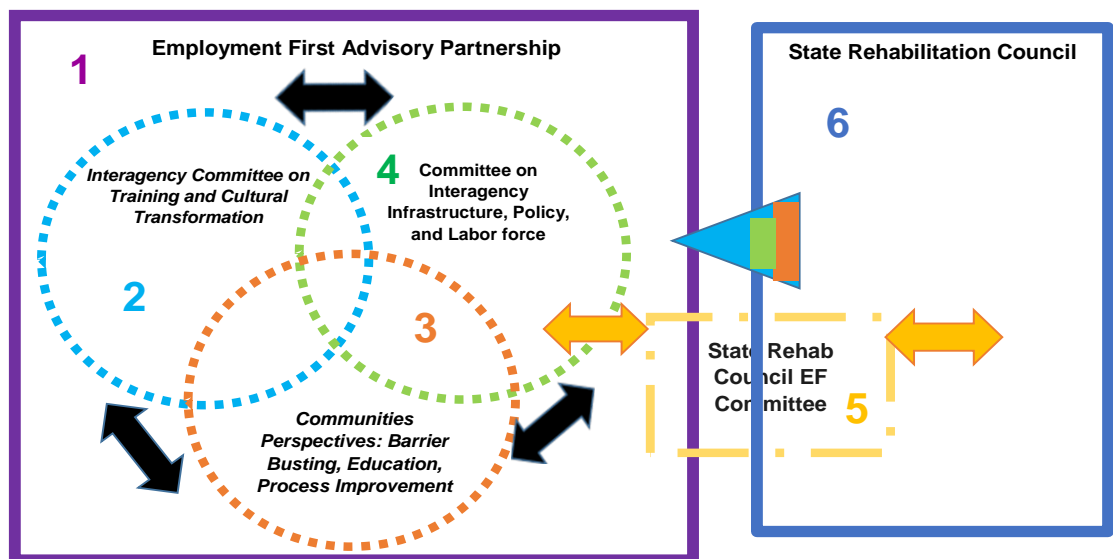 Employment First Advisory Partnership
1
Interagency Committee on
Training and Cultural
Transformation
2
4
Committee on
Interagency
Infrastructure, Policy,
and Labor force
3
Communities
Perspectives: Barrier
Busting, Education,
Process Improvement
State Rehabilitation Council
6
State Rehab
Council EF
Committee
5